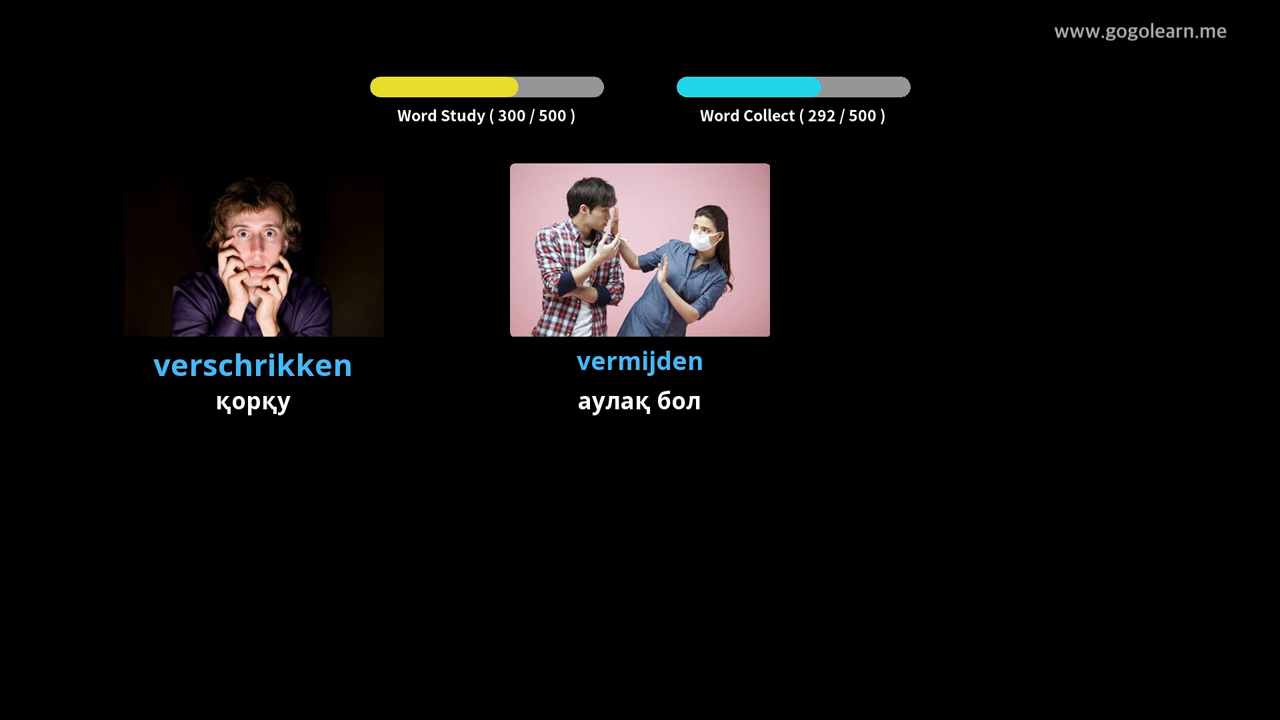 www.gogolearn.me
Word Study ( 300 / 500 )
Word Collect ( 292 / 500 )
verschrikken
қорқу
vermijden
аулақ бол